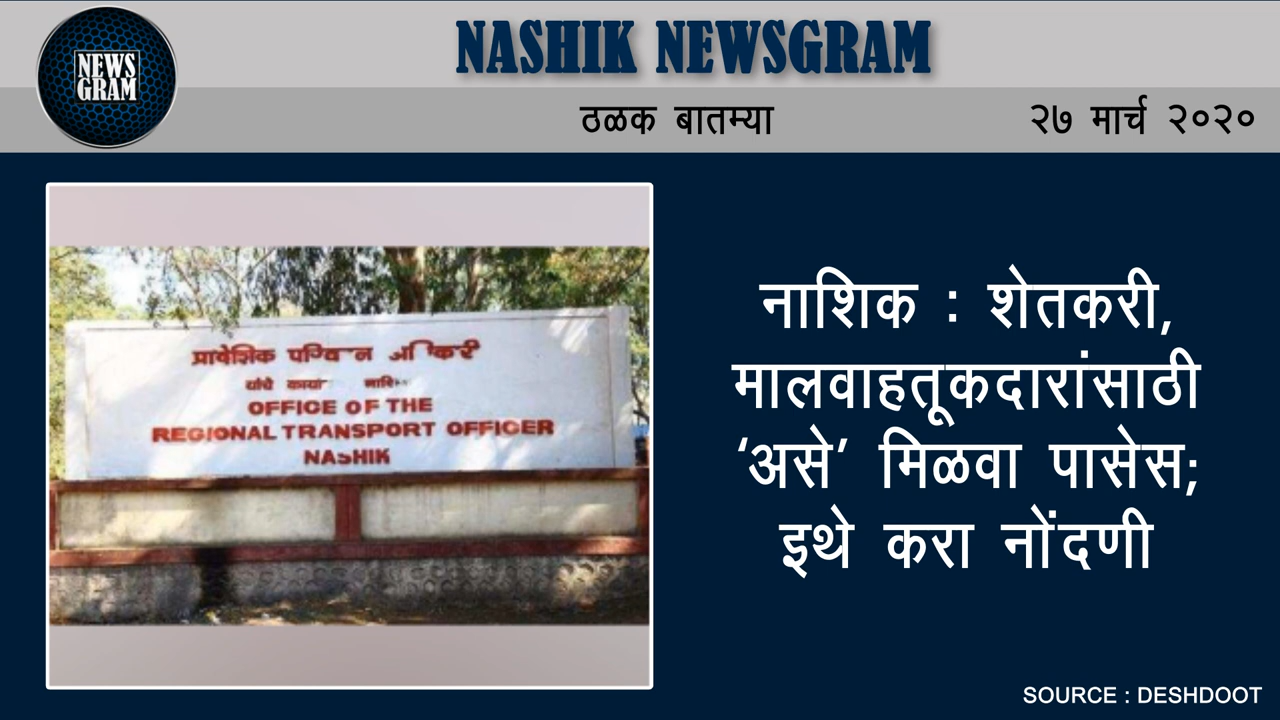 NEWS
GRAM
NASHIK NEWSGRAM
ठळक बातम्या
२७ मार्च २०२०
OFFICE OF THE
REGIONAL TRANSPORT OFFICER
NASHIK
नाशिक : शेतकरी,
मालवाहतूकदारांसाठी
‘असे’ मिळवा पासेस;
इथे करा नोंदणी
SOURCE : DESHDOOT